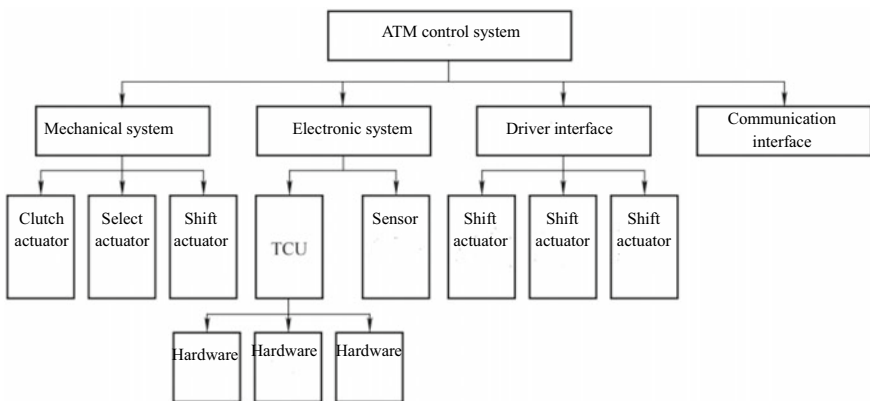 ATM control system
Mechanical system
Electronic system
Driver interface
Communication
interface
Clutch
actuator
Select
actuator
Shift
actuator
TCU
Sensor
Shift
actuator
Shift
actuator
Shift
actuator
Hardware
Hardware
Hardware